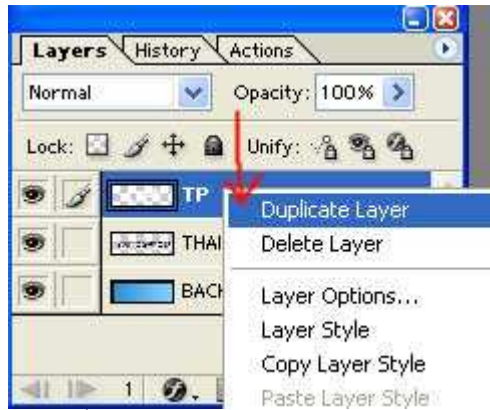 Layers History Actions
Normal Opacity: 100%
Lock: Unify:
TP
Duplicate Layer
THAI
Delete Layer
BACK
Layer Options...
Layer Style
Copy Layer Style
1
Paste Layer Style